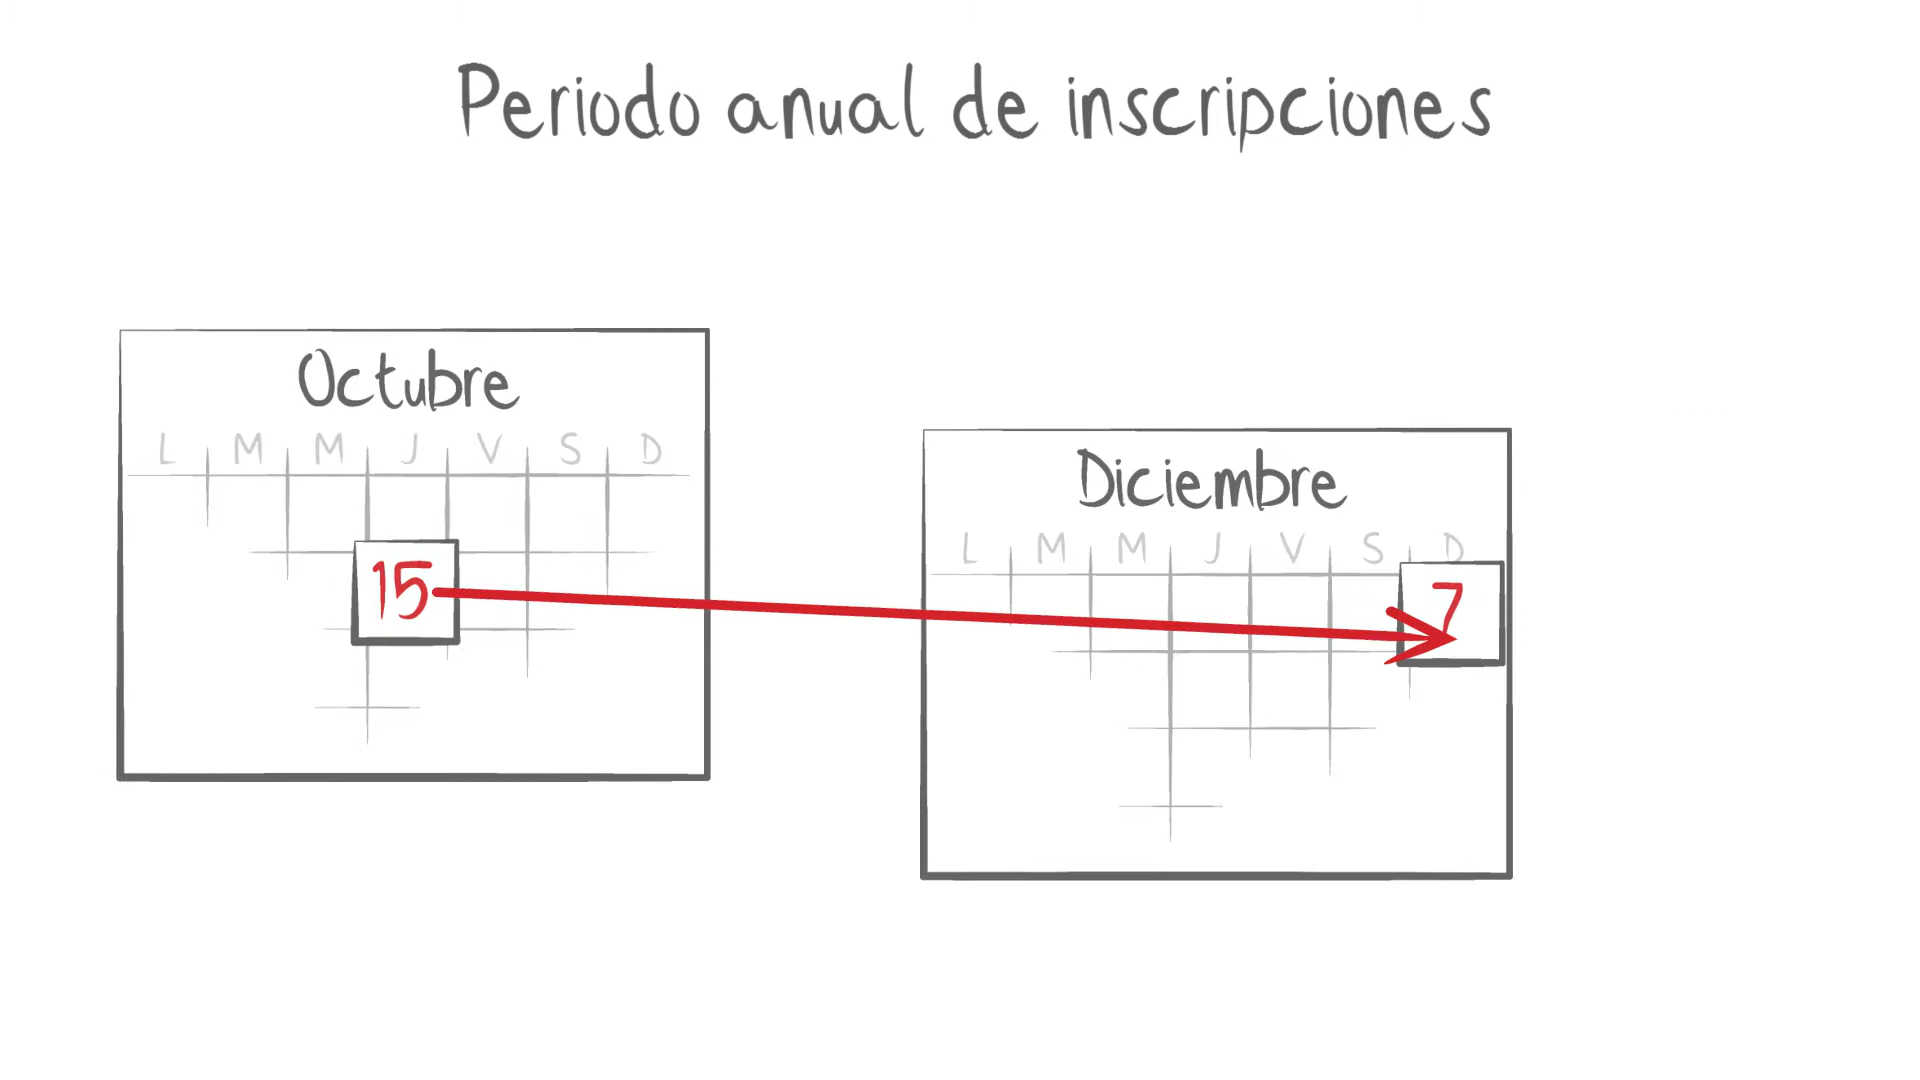 Periodo anual de inscripciones
Octubre
L M M J V S D
15
Diciembre
L M M J V S D
7